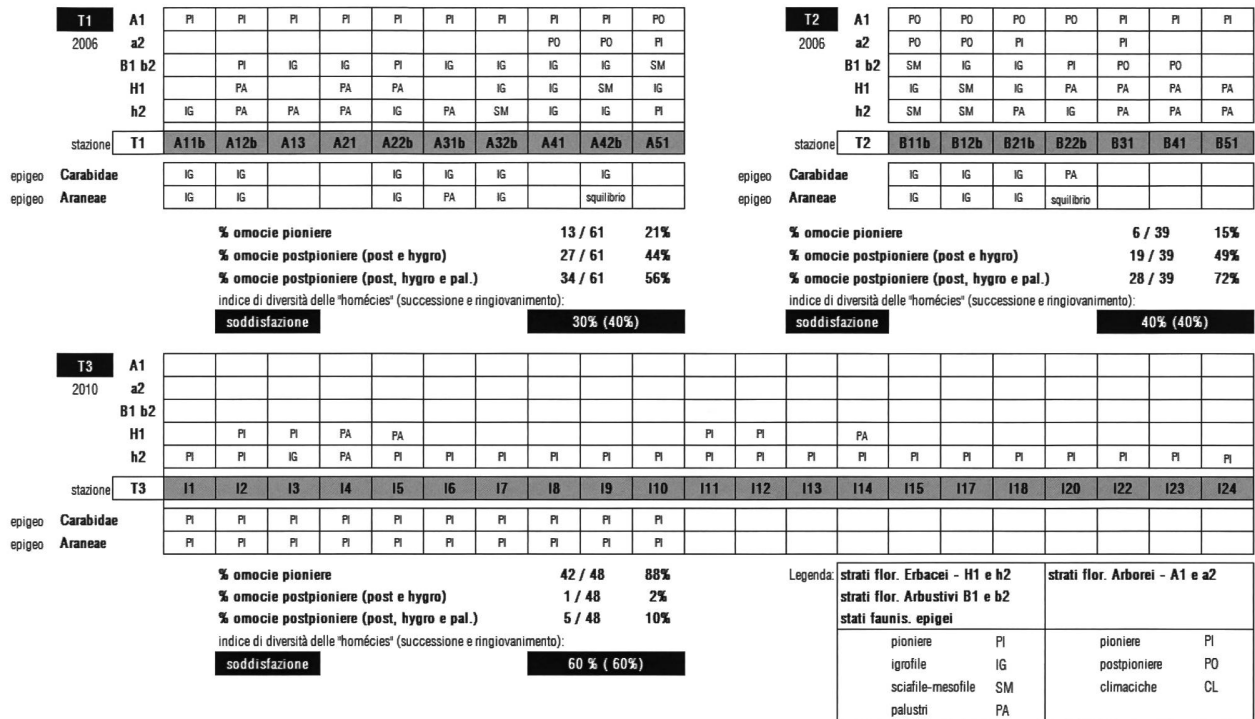 T1 A1 PI PI PI PI PI PI PI PI PI PO
2006 a2 PO PO PI
B1 b2 PI IG IG PI IG IG IG IG SM
H1 PA PA PA IG IG SM IG
h2 IG PA PA PA IG PA SM IG IG PI
stazione T1 A11b A12b A13 A21 A22b A31b A32b A41 A42b A51
epigeo Carabidae IG IG IG IG IG IG
epigeo Araneae IG IG IG PA IG squilibrio
% omocie pioniere 13 / 61 21%
% omocie postpioniere (post e hygro) 27 / 61 44%
% omocie postpioniere (post, hygro e pal.) 34 / 61 56%
indice di diversità delle "homécies" (successione e ringiovanimento):
soddisfazione 30% (40%)
T2 A1 PO PO PO PO PI PI PI
2006 a2 PO PO PI PI
B1 b2 SM IG IG PI PO PO
H1 IG SM IG PA PA PA PA
h2 SM SM PA IG PA PA PA
stazione T2 B11b B12b B21b B22b B31 B41 B51
epigeo Carabidae IG IG IG PA
epigeo Araneae IG IG IG squilibrio
% omocie pioniere 6 / 39 15%
% omocie postpioniere (post e hygro) 19 / 39 49%
% omocie postpioniere (post, hygro e pal.) 28 / 39 72%
indice di diversità delle "homécies" (successione e ringiovanimento):
soddisfazione 40% (40%)
T3 A1
2010 a2
B1 b2
H1 PI PI PA PA PI PI PA
h2 PI PI IG PA PI PI PI PI PI PI PI PI PI PI PI PI PI PI PI PI PI
stazione T3 I1 I2 I3 I4 I5 I6 I7 I8 I9 I10 I11 I12 I13 I14 I15 I17 I18 I20 I22 I23 I24
epigeo Carabidae PI PI PI PI PI PI PI PI PI PI
epigeo Araneae PI PI PI PI PI PI PI PI PI PI
% omocie pioniere 42 / 48 88%
% omocie postpioniere (post e hygro) 1 / 48 2%
% omocie postpioniere (post, hygro e pal.) 5 / 48 10%
indice di diversità delle "homécies" (successione e ringiovanimento):
soddisfazione 60 % ( 60%)
Legenda: strati flor. Erbacei - H1 e h2 strati flor. Arborei - A1 e a2
strati flor. Arbustivi B1 e b2
stati faunis. epigei
pioniere PI pioniere PI
igrofile IG postpioniere PO
sciafile-mesofile SM climaciche CL
palustri PA